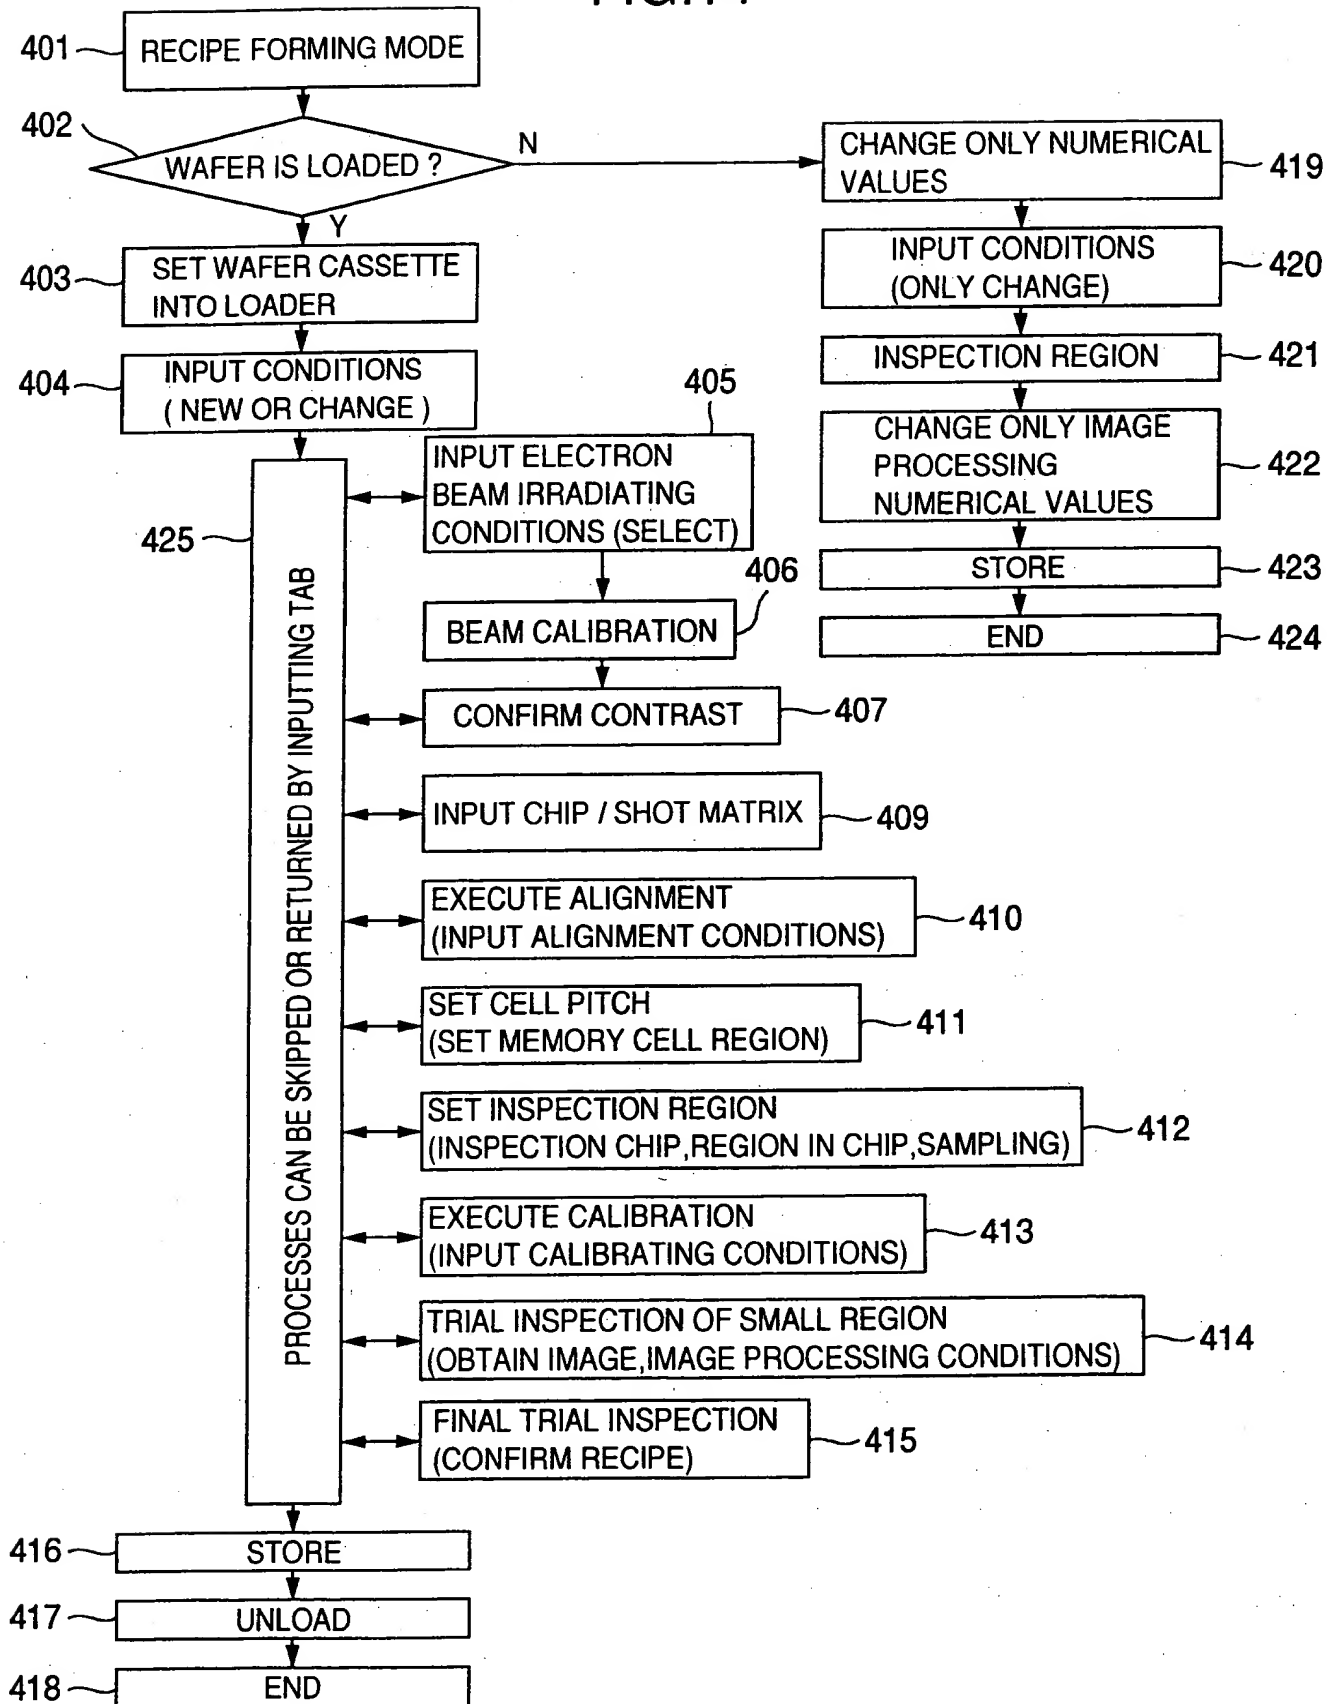 401
RECIPE FORMING MODE
402
WAFER IS LOADED ?
N
Y
403
SET WAFER CASSETTE
INTO LOADER
404
INPUT CONDITIONS
( NEW OR CHANGE )
425
PROCESSES CAN BE SKIPPED OR RETURNED BY INPUTTING TAB
405
INPUT ELECTRON
BEAM IRRADIATING
CONDITIONS (SELECT)
406
BEAM CALIBRATION
CONFIRM CONTRAST
407
INPUT CHIP / SHOT MATRIX
409
EXECUTE ALIGNMENT
(INPUT ALIGNMENT CONDITIONS)
410
SET CELL PITCH
(SET MEMORY CELL REGION)
411
SET INSPECTION REGION
(INSPECTION CHIP,REGION IN CHIP,SAMPLING)
412
EXECUTE CALIBRATION
(INPUT CALIBRATING CONDITIONS)
413
TRIAL INSPECTION OF SMALL REGION
(OBTAIN IMAGE,IMAGE PROCESSING CONDITIONS)
414
FINAL TRIAL INSPECTION
(CONFIRM RECIPE)
415
416
STORE
417
UNLOAD
418
END
CHANGE ONLY NUMERICAL
VALUES
419
INPUT CONDITIONS
(ONLY CHANGE)
420
INSPECTION REGION
421
CHANGE ONLY IMAGE
PROCESSING
NUMERICAL VALUES
422
STORE
423
END
424